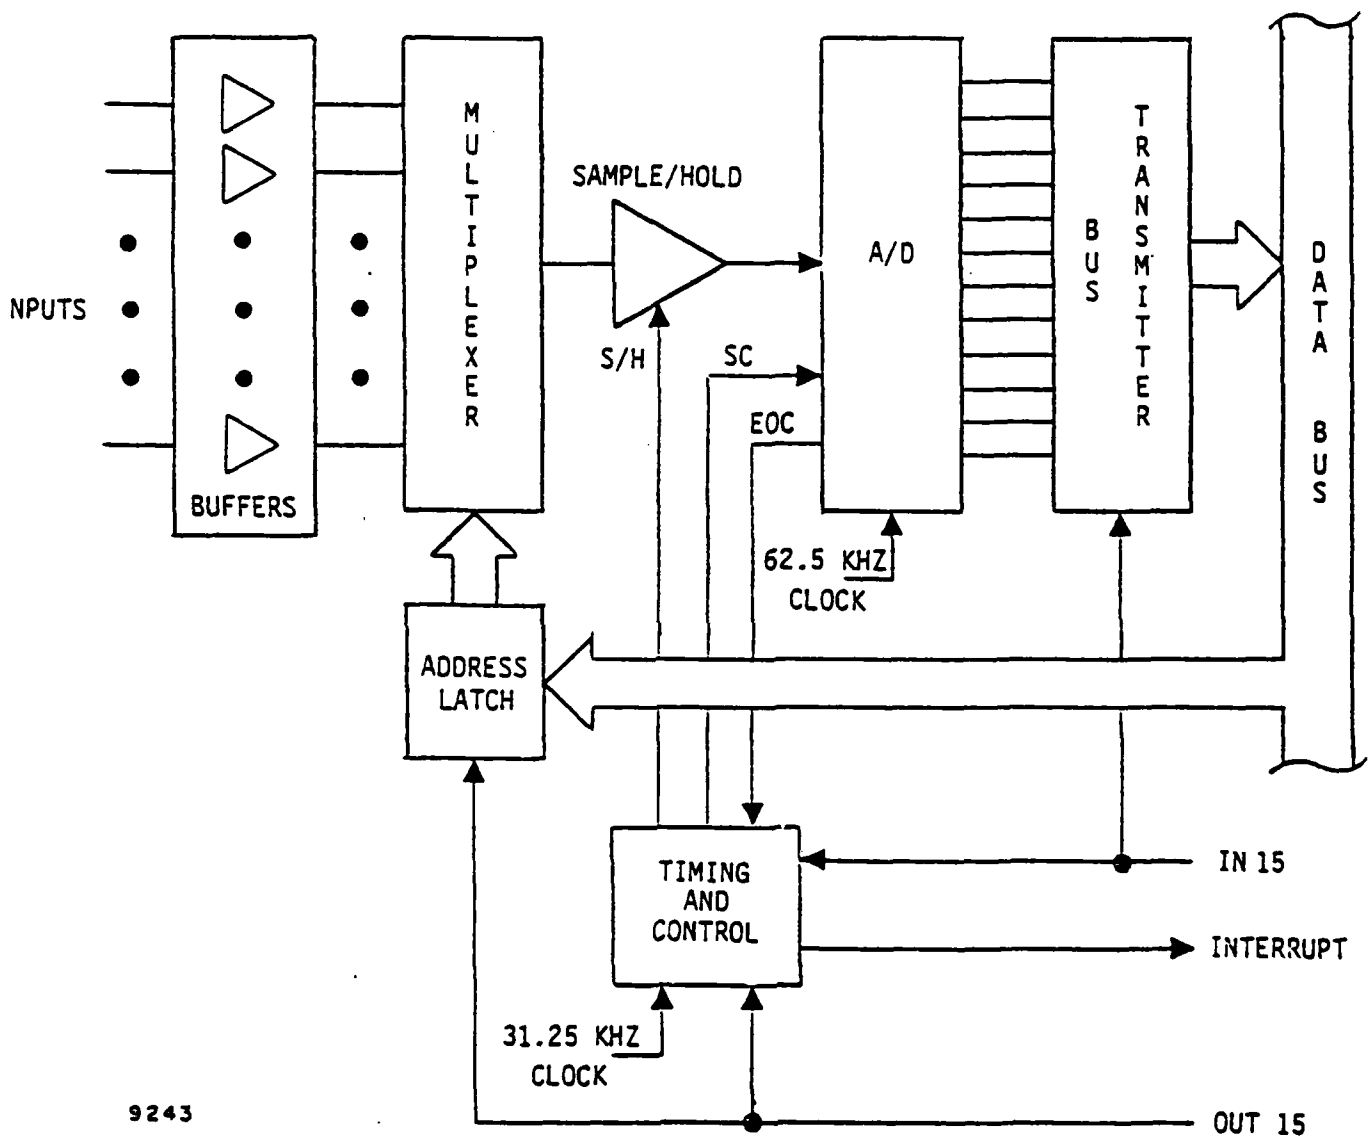 MULTIPLEXER
SAMPLE/HOLD
A/D
BUS
TRANSMITTER
DATA BUS
NPUTS
S/H
SC
EOC
BUFFERS
62.5 KHZ
CLOCK
ADDRESS
LATCH
TIMING
AND
CONTROL
IN 15
INTERRUPT
31.25 KHZ
CLOCK
OUT 15
9243